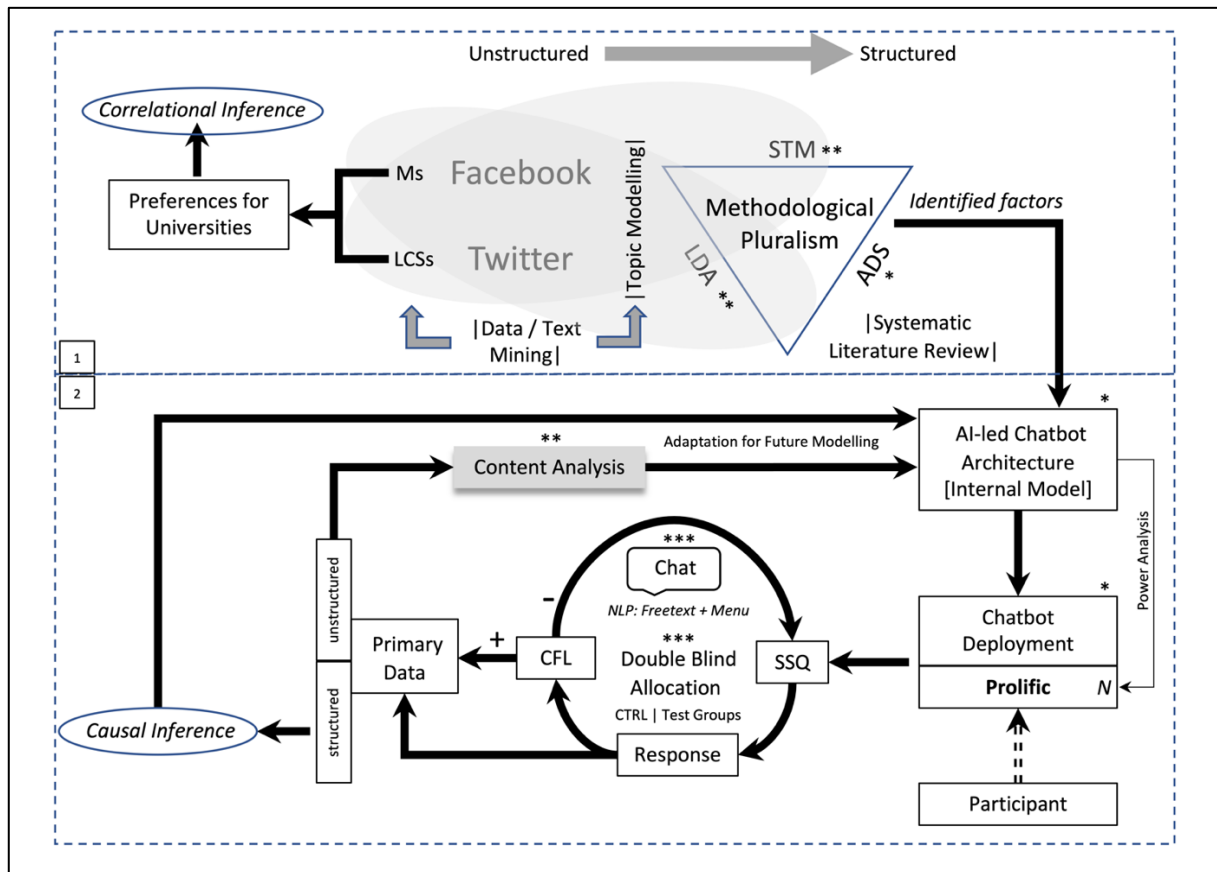 Unstructured
Structured
Correlational Inference
STM **
Ms
Facebook
|Topic Modelling|
Preferences for
Universities
Methodological
Pluralism
Identified factors
LCSs
Twitter
LDA **
ADS *
|Data / Text
Mining|
|Systematic
Literature Review|
1
2
*
**
Content Analysis
Adaptation for Future Modelling
AI-led Chatbot
Architecture
[Internal Model]
Power Analysis
***
Chat
NLP: Freetext + Menu
-
+
unstructured
structured
Primary
Data
CFL
***
Double Blind
Allocation
CTRL | Test Groups
SSQ
*
Chatbot
Deployment
Prolific
N
Causal Inference
Response
Participant